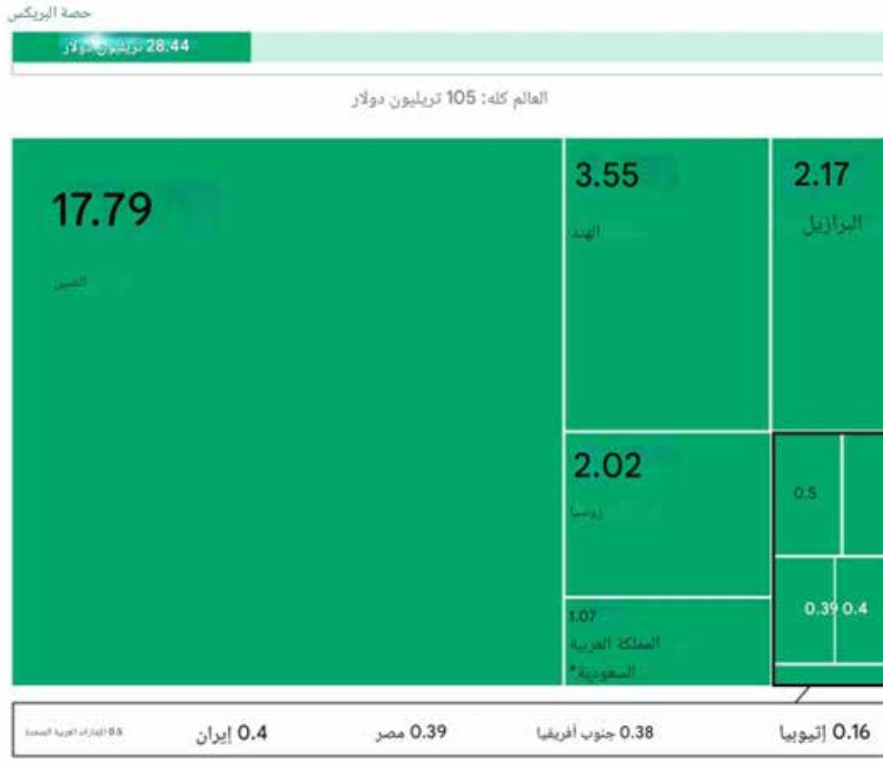 حصة البريكس
28.44 تريليون دولار
العالم كله: 105 تريليون دولار
17.79
الصين
3.55
الهند
2.17
البرازيل
2.02
روسيا
1.07
المملكة العربية
السعودية*
0.5
0.39 0.4
0.5 الإمارات العربية المتحدة
0.4 إيران
0.39 مصر
0.38 جنوب أفريقيا
0.16 إثيوبيا